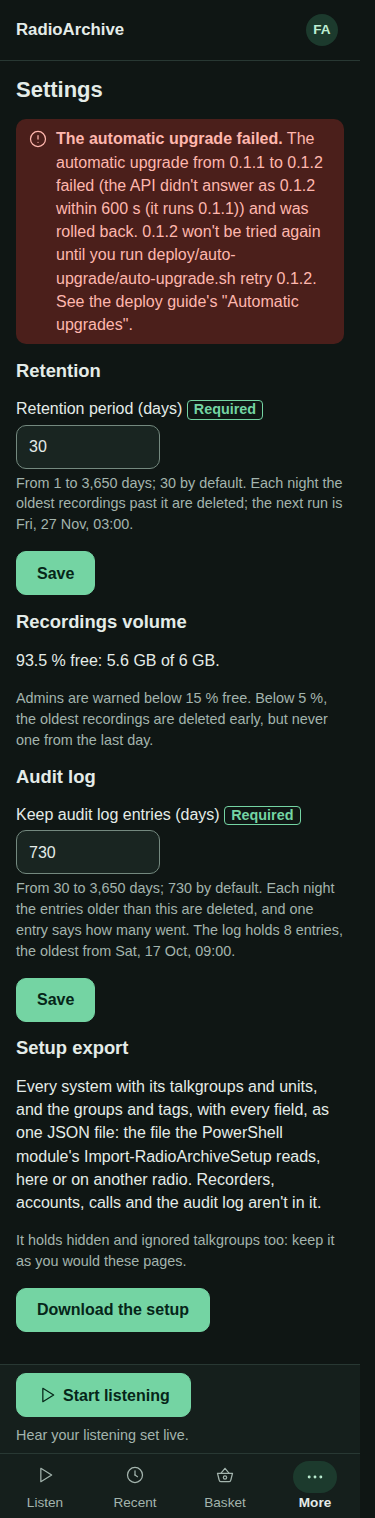 RadioArchive
FA
Settings
The automatic upgrade failed. The
automatic upgrade from 0.1.1 to 0.1.2
failed (the API didn't answer as 0.1.2
within 600 s (it runs 0.1.1)) and was
rolled back. 0.1.2 won't be tried again
until you run deploy/auto-
upgrade/auto-upgrade.sh retry 0.1.2.
See the deploy guide's "Automatic
upgrades".
Retention
Retention period (days) Required
30
From 1 to 3,650 days; 30 by default. Each night the
oldest recordings past it are deleted; the next run is
Fri, 27 Nov, 03:00.
Save
Recordings volume
93.5 % free: 5.6 GB of 6 GB.
Admins are warned below 15 % free. Below 5 %,
the oldest recordings are deleted early, but never
one from the last day.
Audit log
Keep audit log entries (days) Required
730
From 30 to 3,650 days; 730 by default. Each night
the entries older than this are deleted, and one
entry says how many went. The log holds 8 entries,
the oldest from Sat, 17 Oct, 09:00.
Save
Setup export
Every system with its talkgroups and units,
and the groups and tags, with every field, as
one JSON file: the file the PowerShell
module's Import-RadioArchiveSetup reads,
here or on another radio. Recorders,
accounts, calls and the audit log aren't in it.
It holds hidden and ignored talkgroups too: keep it
as you would these pages.
Download the setup
Start listening
Hear your listening set live.
Listen
Recent
Basket
More